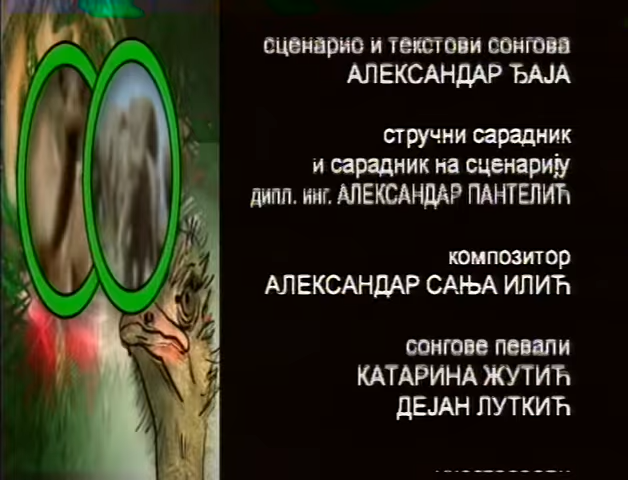 сценарио и текстови сонгова
АЛЕКСАНДАР ЂАЈА
стручни сарадник
и сарадник на сценарију
дипл. инг. АЛЕКСАНДАР ПАНТЕЛИЋ
композитор
АЛЕКСАНДАР САЊА ИЛИЋ
сонгове певали
КАТАРИНА ЖУТИЋ
ДЕЈАН ЛУТКИЋ